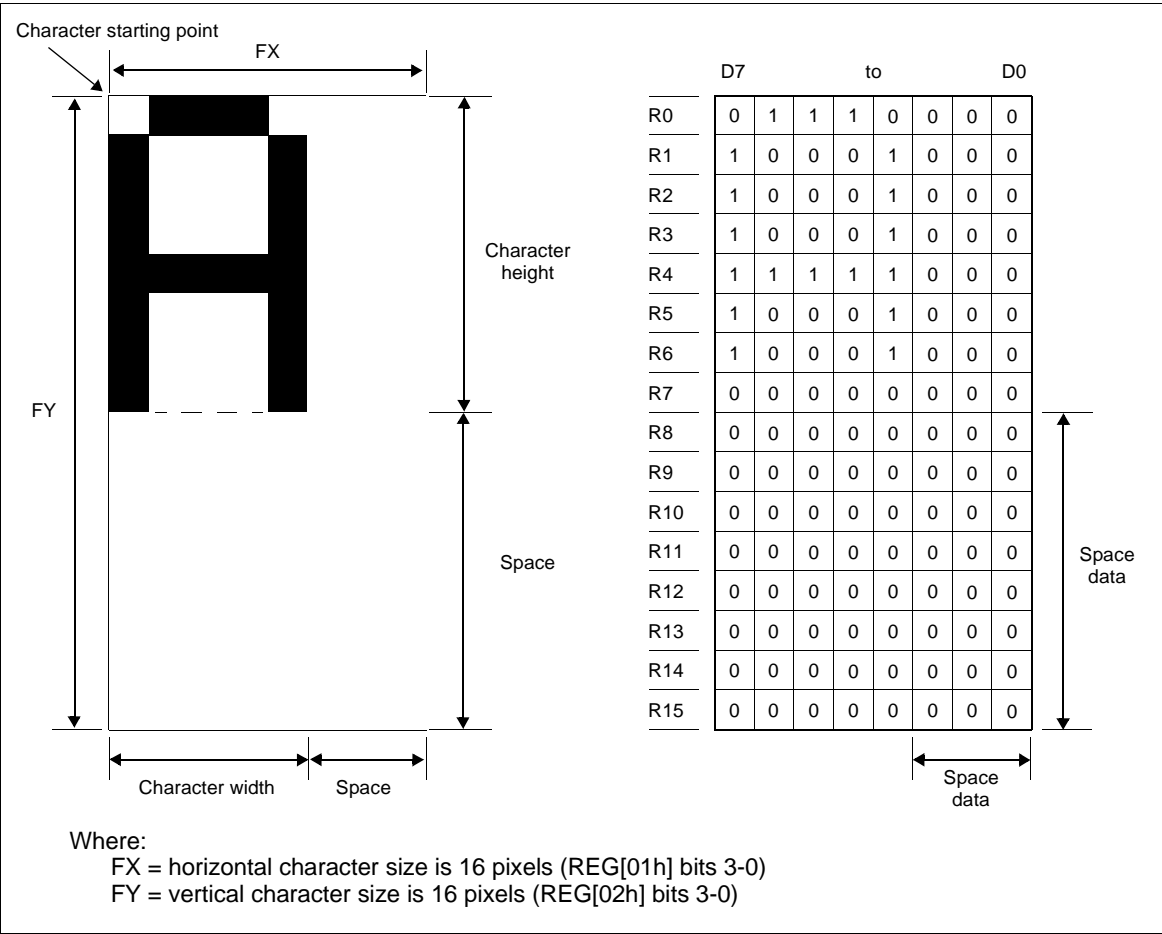 Character starting point
FX
D7 to D0
R0 0 1 1 1 0 0 0 0
R1 1 0 0 0 1 0 0 0
R2 1 0 0 0 1 0 0 0
R3 1 0 0 0 1 0 0 0
Character
height
R4 1 1 1 1 1 0 0 0
R5 1 0 0 0 1 0 0 0
R6 1 0 0 0 1 0 0 0
R7 0 0 0 0 0 0 0 0
FY
R8 0 0 0 0 0 0 0 0
R9 0 0 0 0 0 0 0 0
R10 0 0 0 0 0 0 0 0
R11 0 0 0 0 0 0 0 0
Space
Space
data
R12 0 0 0 0 0 0 0 0
R13 0 0 0 0 0 0 0 0
R14 0 0 0 0 0 0 0 0
R15 0 0 0 0 0 0 0 0
Character width Space
Space
data
Where:
FX = horizontal character size is 16 pixels (REG[01h] bits 3-0)
FY = vertical character size is 16 pixels (REG[02h] bits 3-0)